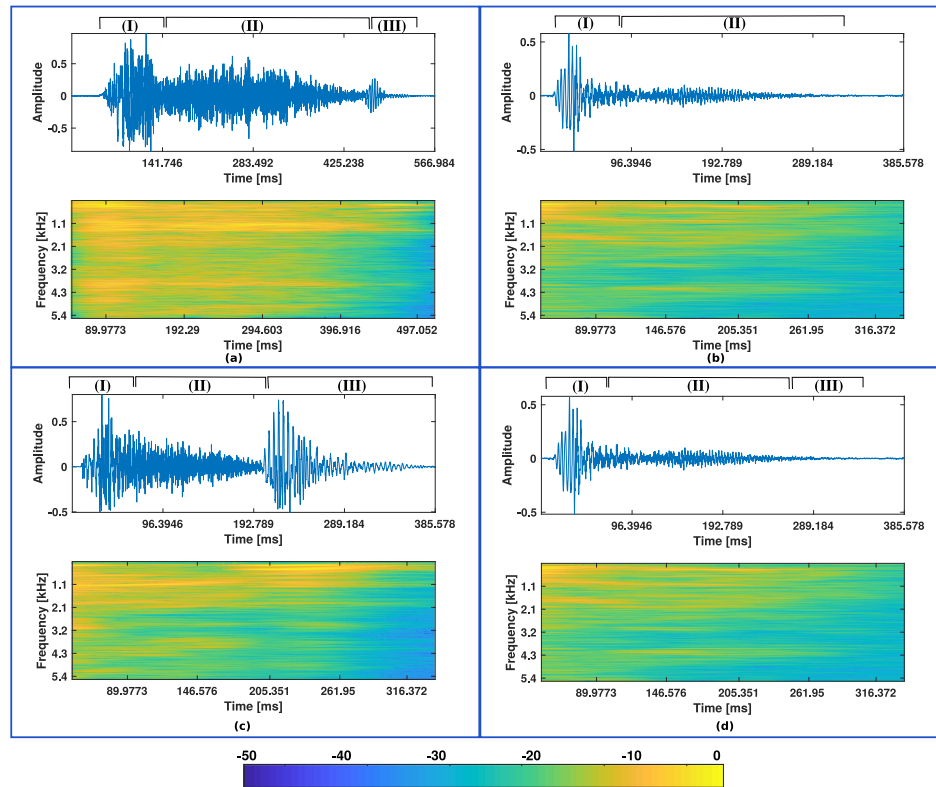 (I) (II) (III)
Amplitude
0.5
0
-0.5
141.746 283.492 425.238 566.984
Time [ms]
Frequency [kHz]
1.1
2.1
3.2
4.3
5.4
89.9773 192.29 294.603 396.916 497.052
Time [ms]
(a)
(I) (II)
Amplitude
0.5
0
-0.5
96.3946 192.789 289.184 385.578
Time [ms]
Frequency [kHz]
1.1
2.1
3.2
4.3
5.4
89.9773 146.576 205.351 261.95 316.372
Time [ms]
(b)
(I) (II) (III)
Amplitude
0.5
0
-0.5
96.3946 192.789 289.184 385.578
Time [ms]
Frequency [kHz]
1.1
2.1
3.2
4.3
5.4
89.9773 146.576 205.351 261.95 316.372
Time [ms]
(c)
(I) (II) (III)
Amplitude
0.5
0
-0.5
96.3946 192.789 289.184 385.578
Time [ms]
Frequency [kHz]
1.1
2.1
3.2
4.3
5.4
89.9773 146.576 205.351 261.95 316.372
Time [ms]
(d)
-50 -40 -30 -20 -10 0